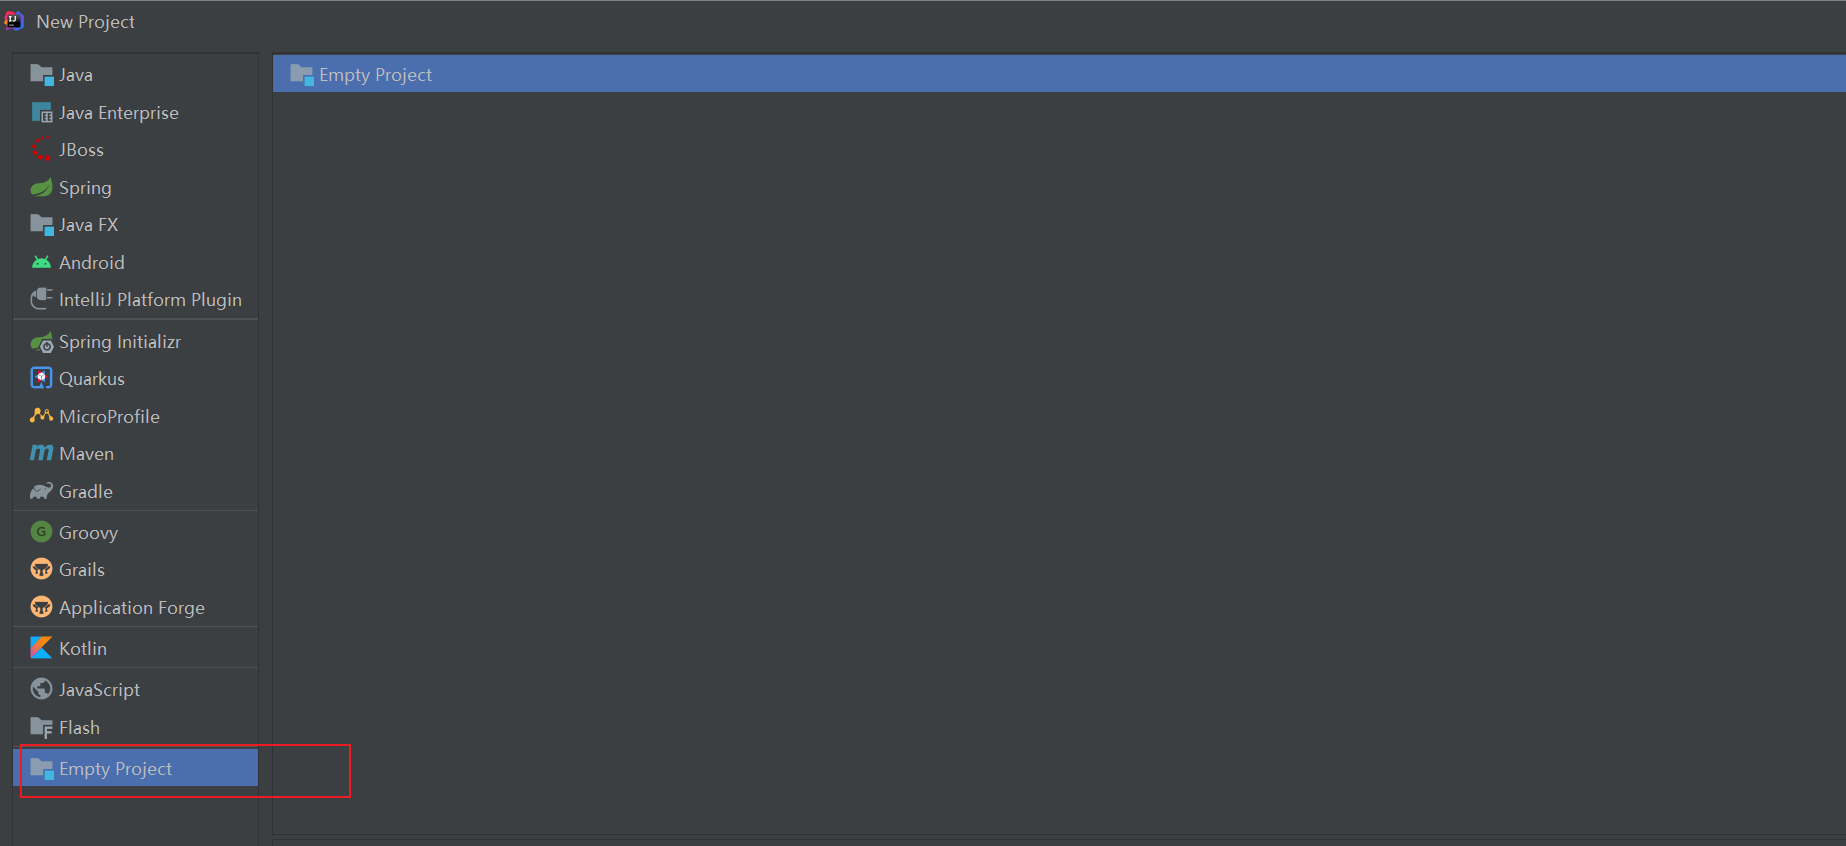 New Project
Java
Java Enterprise
JBoss
Spring
Java FX
Android
IntelliJ Platform Plugin
Spring Initializr
Quarkus
MicroProfile
Maven
Gradle
Groovy
Grails
Application Forge
Kotlin
JavaScript
Flash
Empty Project
Empty Project